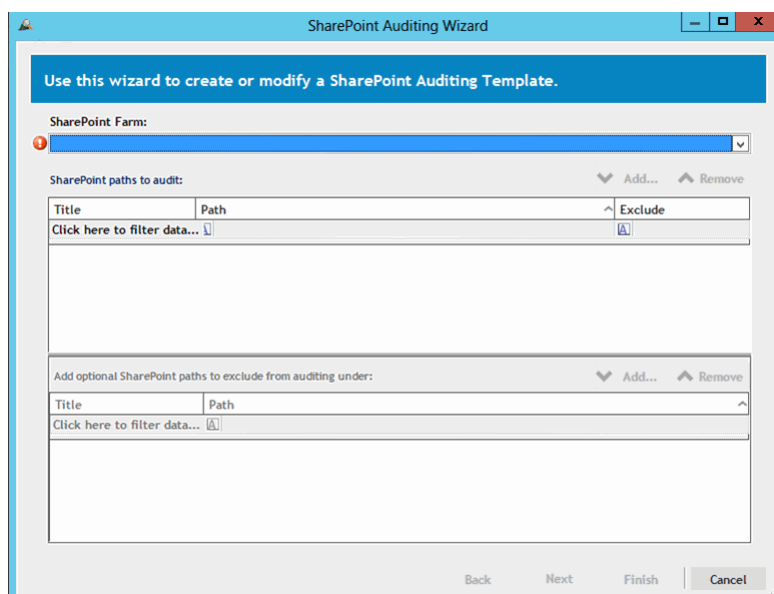 SharePoint Auditing Wizard
Use this wizard to create or modify a SharePoint Auditing Template.
SharePoint Farm:
SharePoint paths to audit:
Add... Remove
Title Path Exclude
Click here to filter data...
Add optional SharePoint paths to exclude from auditing under:
Add... Remove
Title Path
Click here to filter data...
Back Next Finish Cancel